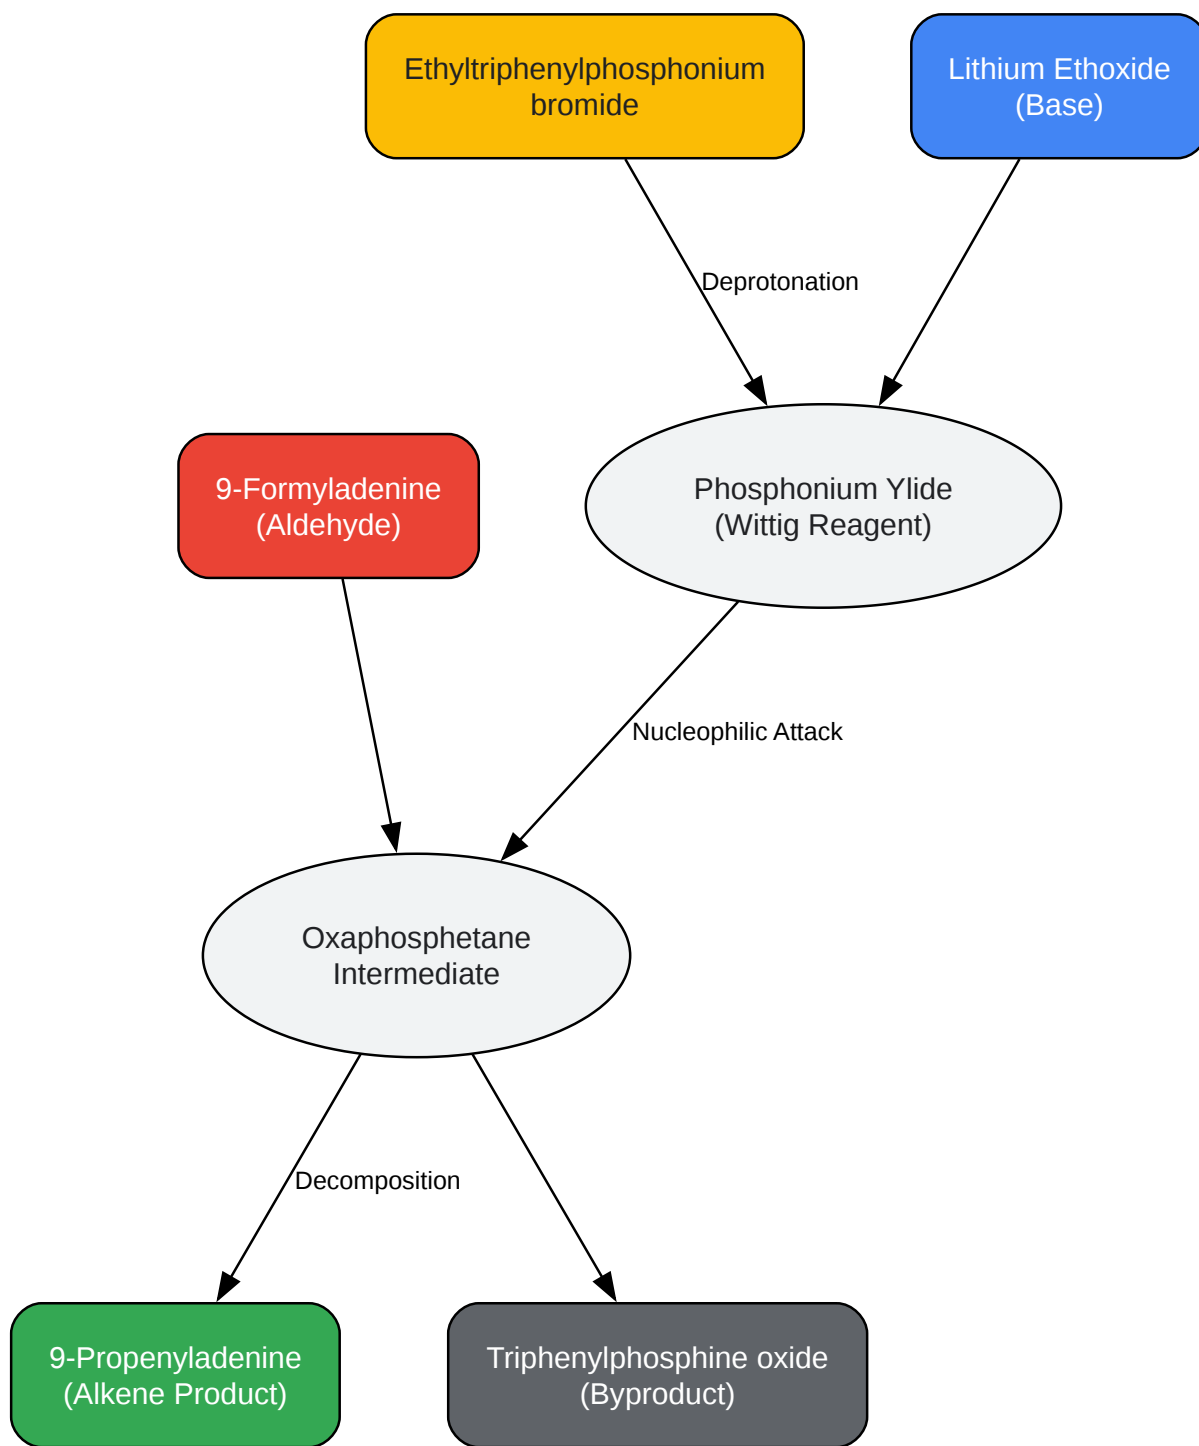 Ethyltriphenylphosphonium
bromide
Lithium Ethoxide
(Base)
Deprotonation
9-Formyladenine
(Aldehyde)
Phosphonium Ylide
(Wittig Reagent)
Nucleophilic Attack
Oxaphosphetane
Intermediate
Decomposition
9-Propenyladenine
(Alkene Product)
Triphenylphosphine oxide
(Byproduct)